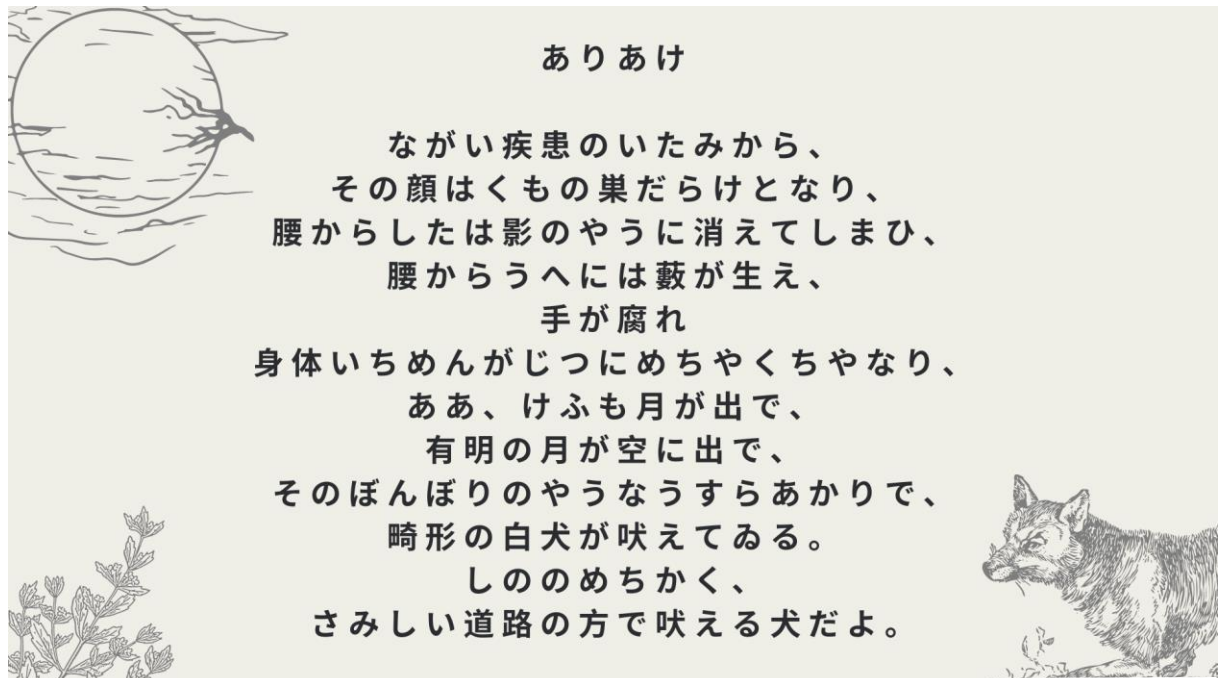 ありあけ
ながい疾患のいたみから、
その顔はくもの巣だらけとなり、
腰からしたは影のやうに消えてしまひ、
腰からうへには藪が生え、
手が腐れ
身体いちめんがじつにめちやくちやなり、
ああ、けふも月が出で、
有明の月が空に出で、
そのぼんぼりのやうなうすらあかりで、
畸形の白犬が吠えてゐる。
しののめちかく、
さみしい道路の方で吠える犬だよ。